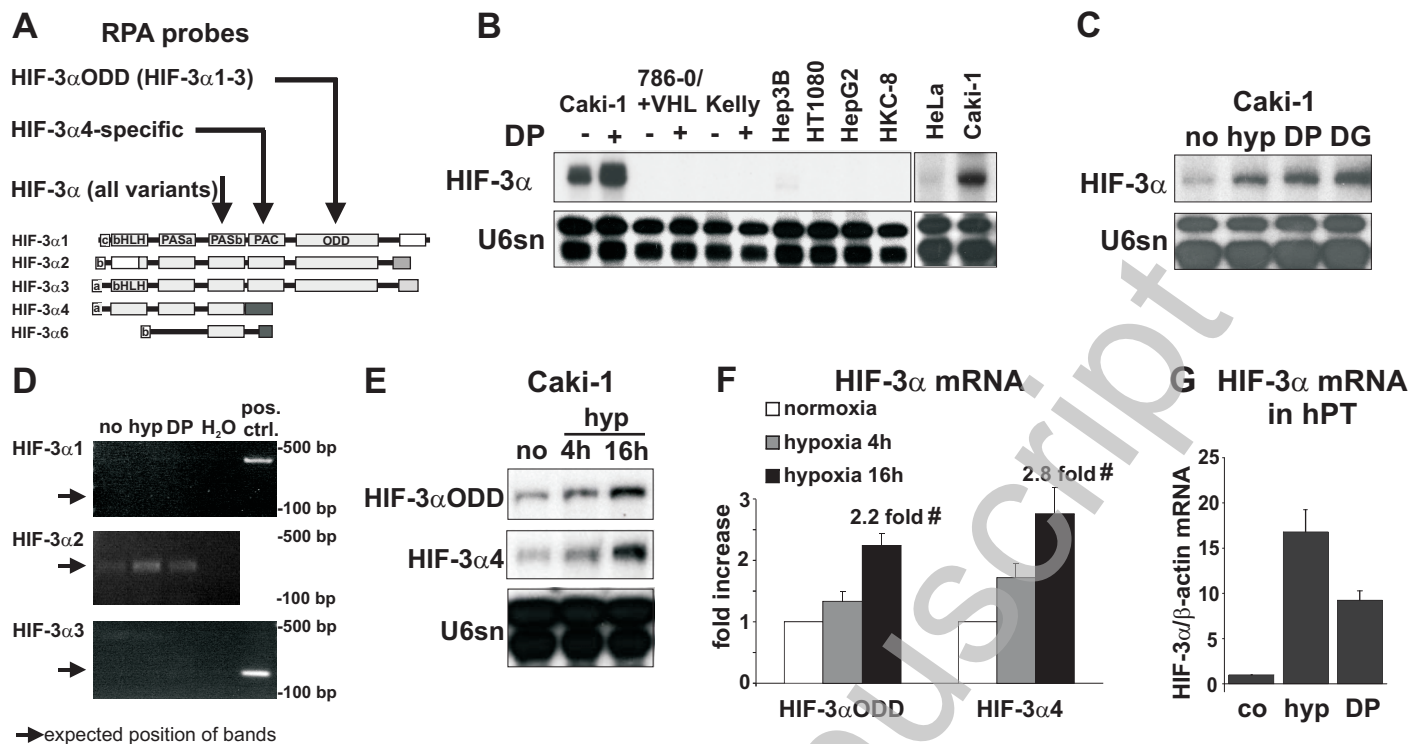 A
RPA probes
HIF-3αODD (HIF-3α1-3)
HIF-3α4-specific
HIF-3α (all variants)
HIF-3α1 c bHLH PASa PASb PAC ODD
HIF-3α2 b
HIF-3α3 a bHLH
HIF-3α4 a
HIF-3α6 b
B
Caki-1 786-0/+VHL Kelly Hep3B HT1080 HepG2 HKC-8 HeLa Caki-1
DP - + - + - +
HIF-3α
U6sn
C
Caki-1
no hyp DP DG
HIF-3α
U6sn
D
no hyp DP H₂O pos. ctrl.
HIF-3α1
-500 bp
-100 bp
HIF-3α2
-500 bp
-100 bp
HIF-3α3
-500 bp
-100 bp
expected position of bands
E
Caki-1
hyp
no 4h 16h
HIF-3αODD
HIF-3α4
U6sn
F
HIF-3α mRNA
normoxia
hypoxia 4h
hypoxia 16h
fold increase
3
2
1
0
2.2 fold #
2.8 fold #
HIF-3αODD
HIF-3α4
G
HIF-3α mRNA
in hPT
HIF-3α/β-actin mRNA
25
20
15
10
5
0
co hyp DP
uscript